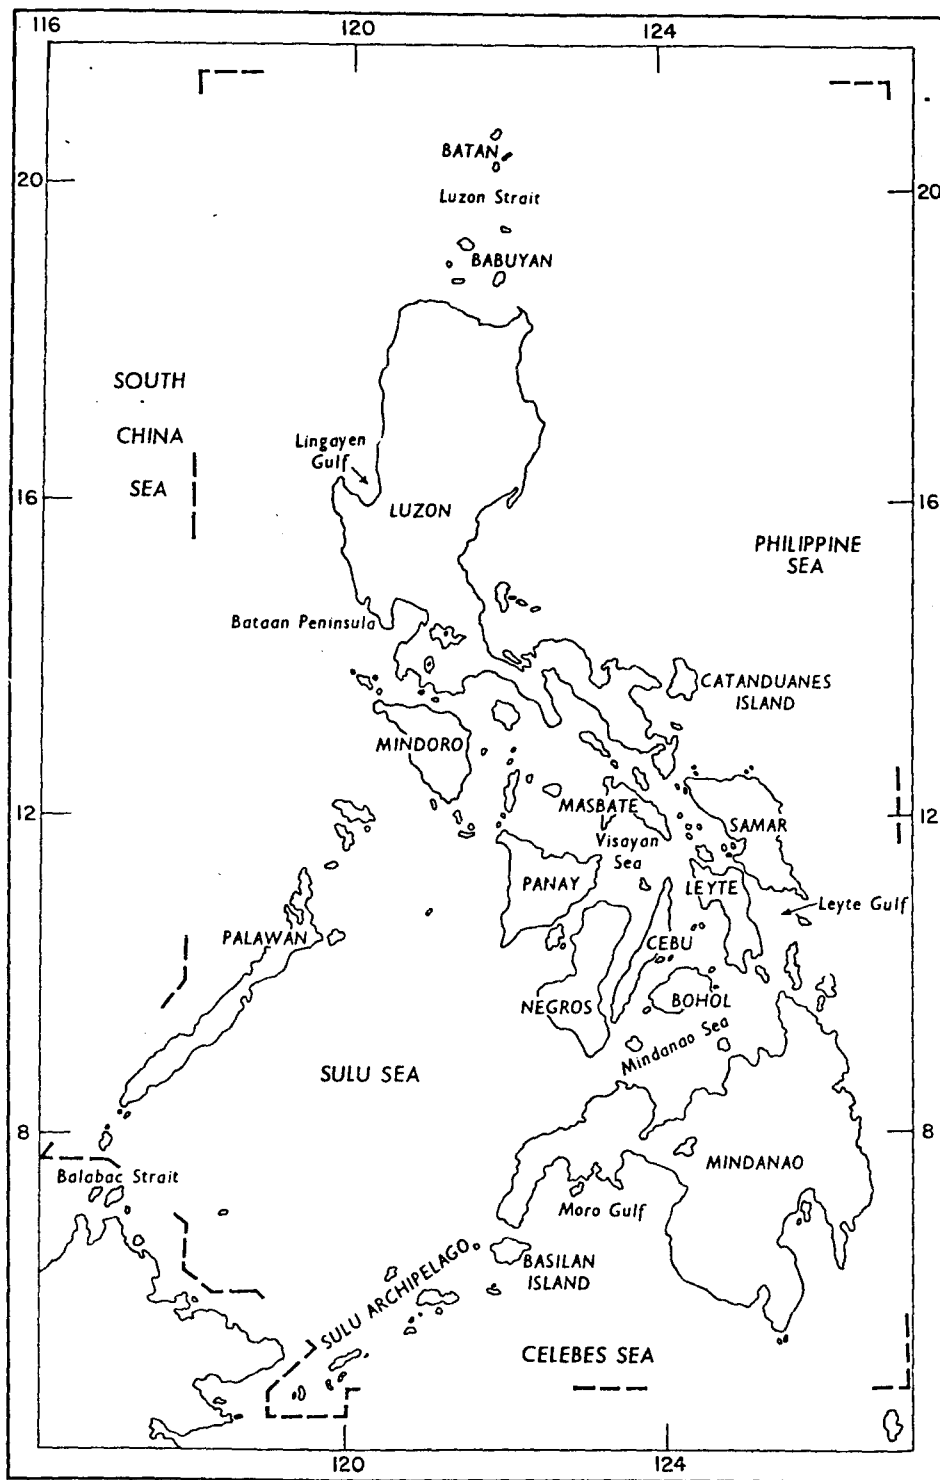 116
120
124
BATAN
20
20
Luzon Strait
BABUYAN
SOUTH
CHINA
SEA
Lingayen
Gulf
16
16
LUZON
PHILIPPINE
SEA
Bataan Peninsula
CATANDUANES
ISLAND
MINDORO
12
12
MASBATE
SAMAR
Visayan
Sea
PANAY
LEYTE
Leyte Gulf
PALAWAN
CEBU
NEGROS
BOHOL
Mindanao Sea
SULU SEA
8
8
MINDANAO
Balabac Strait
Moro Gulf
SULU ARCHIPELAGO
BASILAN
ISLAND
CELEBES SEA
120
124